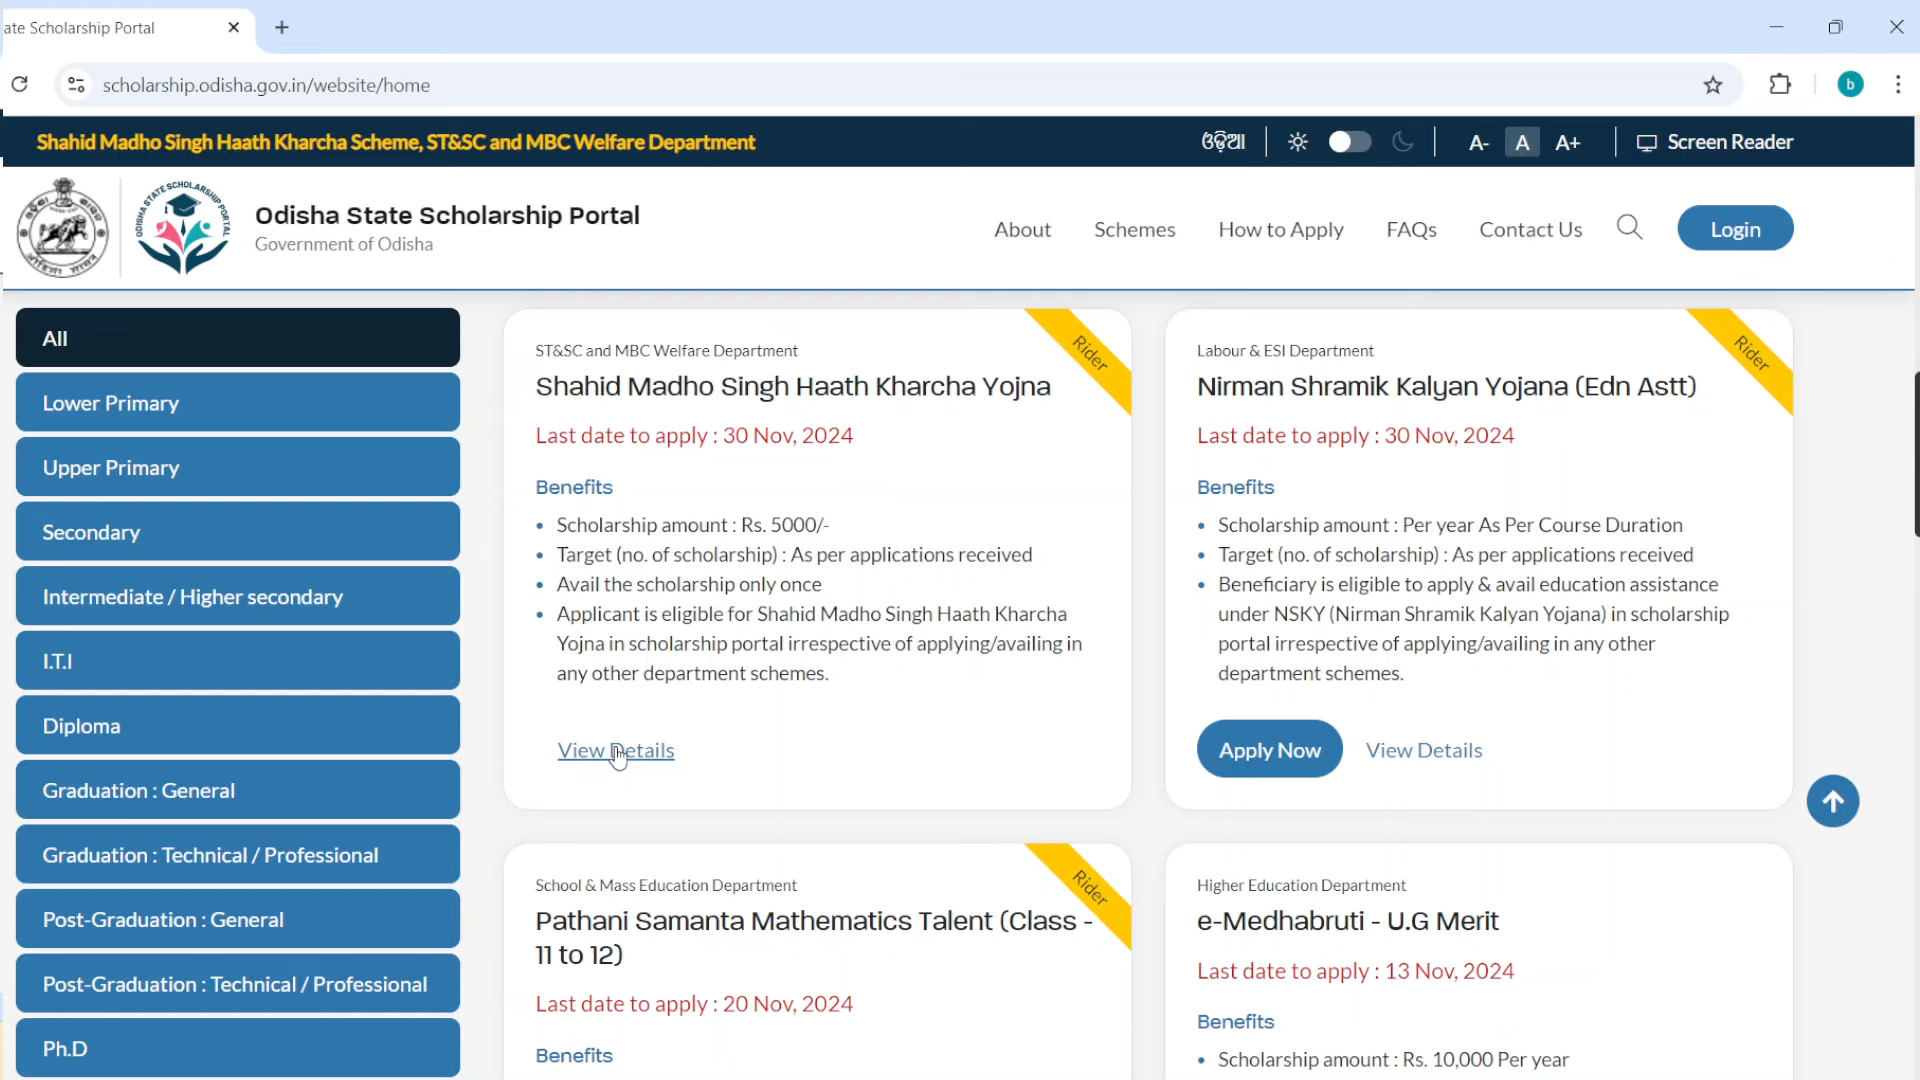 ate Scholarship Portal
scholarship.odisha.gov.in/website/home
b
Shahid Madho Singh Haath Kharcha Scheme, ST&SC and MBC Welfare Department
ଓଡ଼ିଆ
A- A A+
Screen Reader
ODISHA STATE SCHOLARSHIP PORTAL
Odisha State Scholarship Portal
Government of Odisha
About Schemes How to Apply FAQs Contact Us Login
All
Lower Primary
Upper Primary
Secondary
Intermediate / Higher secondary
I.T.I
Diploma
Graduation : General
Graduation : Technical / Professional
Post-Graduation : General
Post-Graduation : Technical / Professional
Ph.D
Rider
ST&SC and MBC Welfare Department
Shahid Madho Singh Haath Kharcha Yojna
Last date to apply : 30 Nov, 2024
Benefits
• Scholarship amount : Rs. 5000/-
• Target (no. of scholarship) : As per applications received
• Avail the scholarship only once
• Applicant is eligible for Shahid Madho Singh Haath Kharcha
Yojna in scholarship portal irrespective of applying/availing in
any other department schemes.
View Details
Rider
Labour & ESI Department
Nirman Shramik Kalyan Yojana (Edn Astt)
Last date to apply : 30 Nov, 2024
Benefits
• Scholarship amount : Per year As Per Course Duration
• Target (no. of scholarship) : As per applications received
• Beneficiary is eligible to apply & avail education assistance
under NSKY (Nirman Shramik Kalyan Yojana) in scholarship
portal irrespective of applying/availing in any other
department schemes.
Apply Now View Details
Rider
School & Mass Education Department
Pathani Samanta Mathematics Talent (Class -
11 to 12)
Last date to apply : 20 Nov, 2024
Benefits
Higher Education Department
e-Medhabruti - U.G Merit
Last date to apply : 13 Nov, 2024
Benefits
• Scholarship amount : Rs. 10,000 Per year